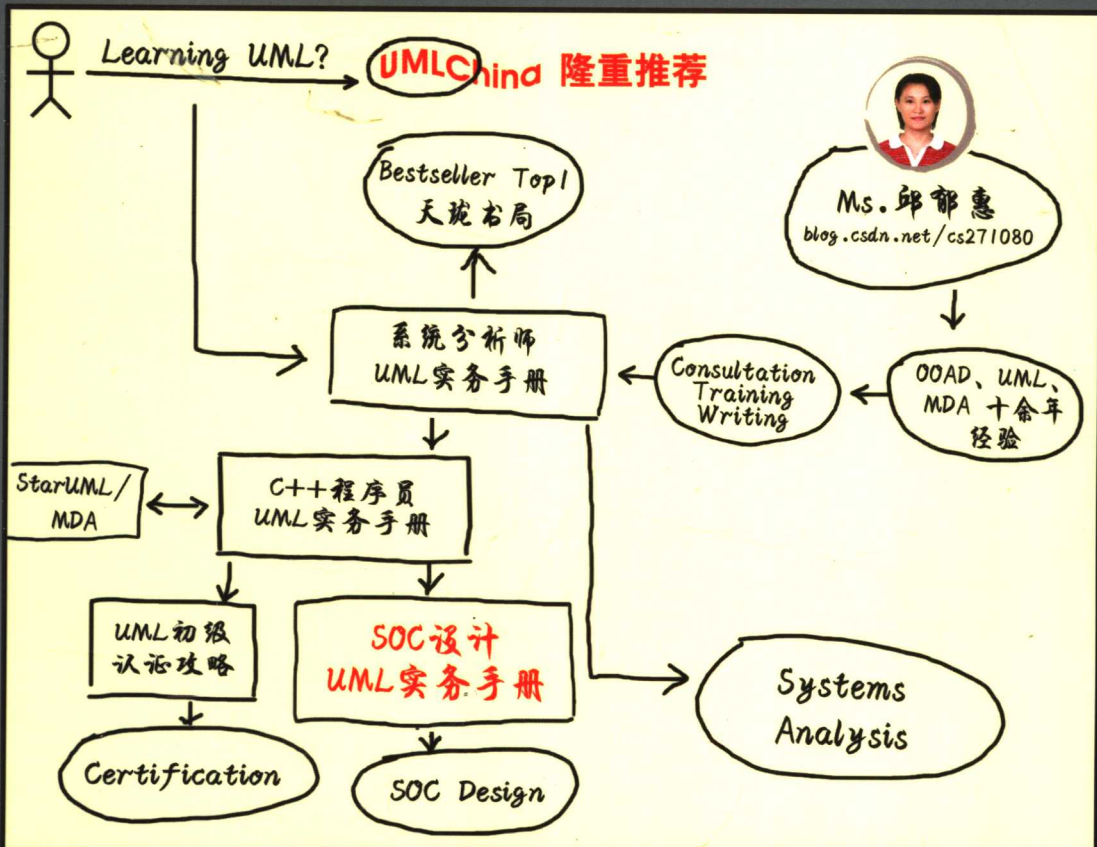 Learning UML?
UMLChina 隆重推荐
Bestseller Top1
天珑书局
Ms.邱郁惠
blog.csdn.net/cs271080
系统分析师
UML实务手册
Consultation
Training
Writing
OOAD、UML、
MDA 十余年
经验
StarUML/
MDA
C++程序员
UML实务手册
UML初级
认证攻略
SOC设计
UML实务手册
Systems
Analysis
Certification
SOC Design